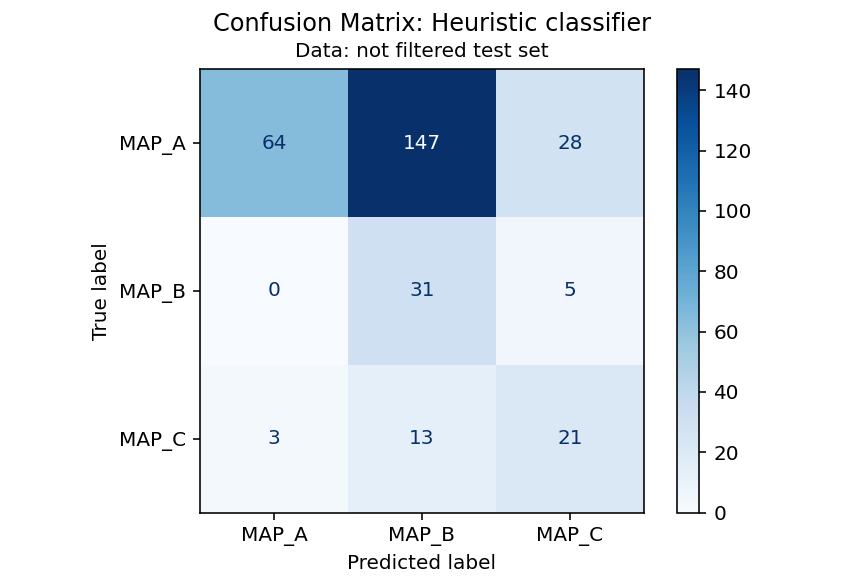 Confusion Matrix: Heuristic classifier
Data: not filtered test set
True label
MAP_A 64 147 28
MAP_B 0 31 5
MAP_C 3 13 21
MAP_A MAP_B MAP_C
Predicted label
140
120
100
80
60
40
20
0